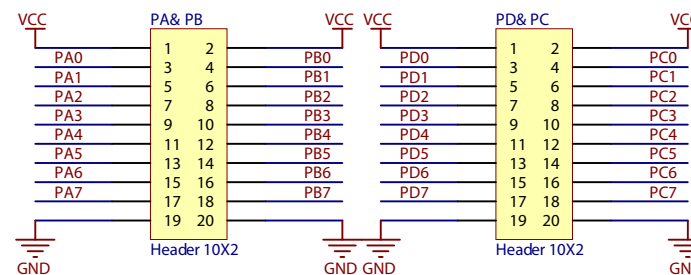 VCC PA& PB VCC VCC PD& PC VCC
1 2 1 2
PA0 3 4 PB0 PD0 3 4 PC0
PA1 5 6 PB1 PD1 5 6 PC1
PA2 7 8 PB2 PD2 7 8 PC2
PA3 9 10 PB3 PD3 9 10 PC3
PA4 11 12 PB4 PD4 11 12 PC4
PA5 13 14 PB5 PD5 13 14 PC5
PA6 15 16 PB6 PD6 15 16 PC6
PA7 17 18 PB7 PD7 17 18 PC7
19 20 19 20
Header 10X2 Header 10X2
GND GND GND